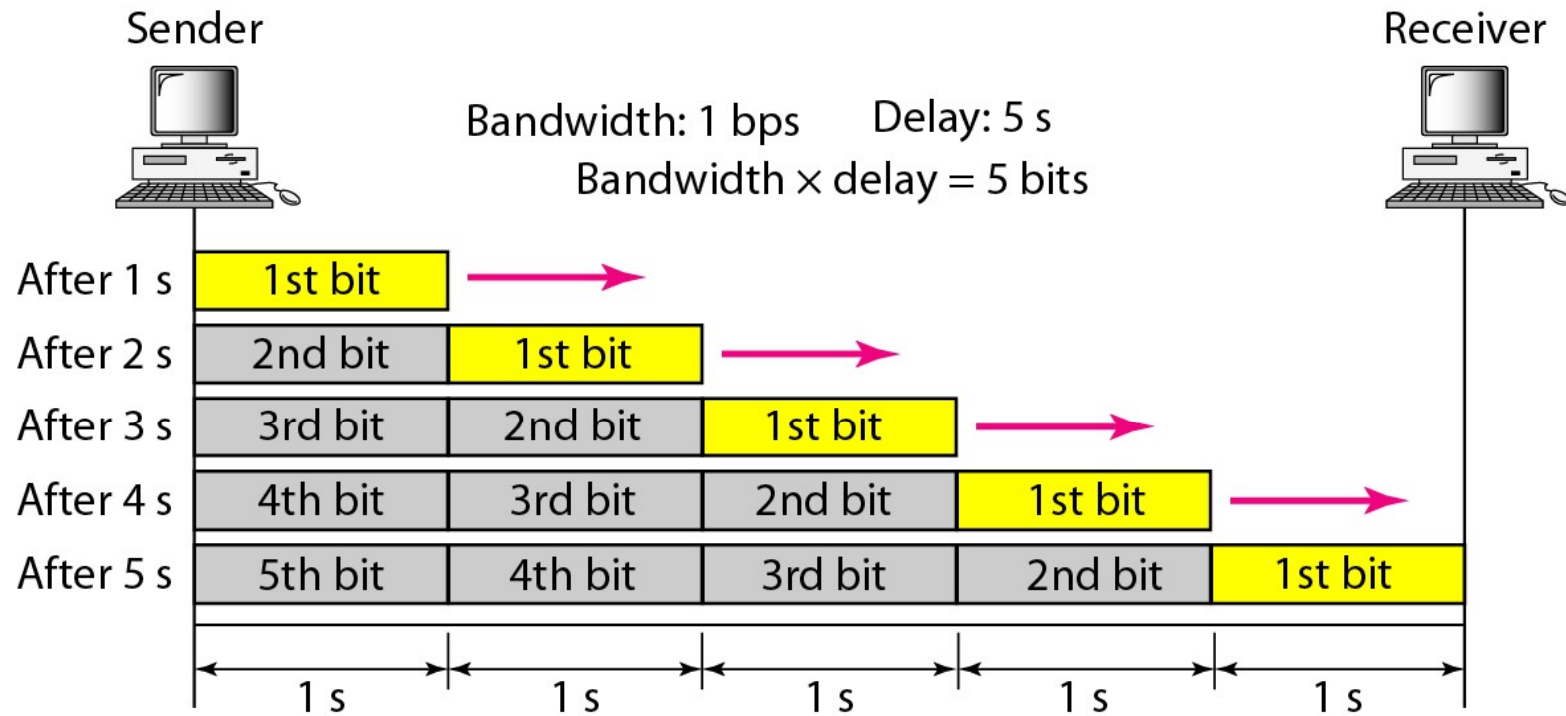 Sender Receiver
Bandwidth: 1 bps Delay: 5 s
Bandwidth × delay = 5 bits
After 1 s 1st bit
After 2 s 2nd bit 1st bit
After 3 s 3rd bit 2nd bit 1st bit
After 4 s 4th bit 3rd bit 2nd bit 1st bit
After 5 s 5th bit 4th bit 3rd bit 2nd bit 1st bit
1 s 1 s 1 s 1 s 1 s